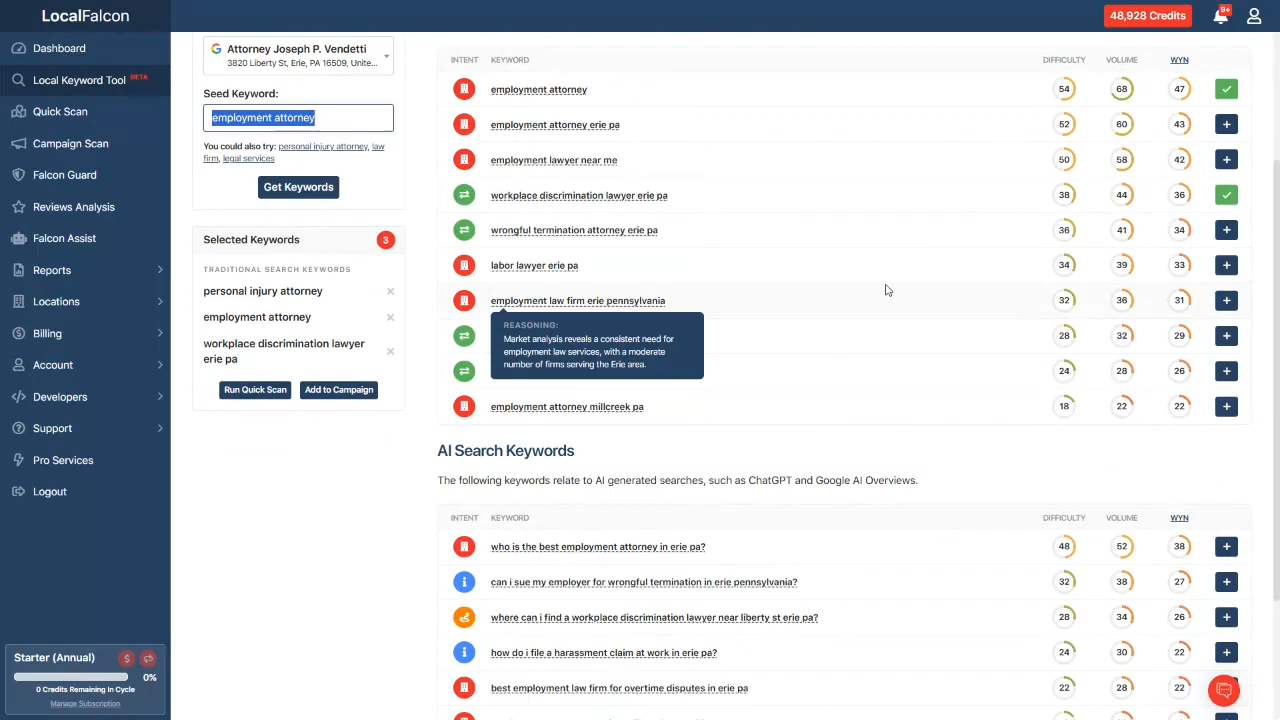 LocalFalcon
48,928 Credits
9+
Dashboard
Local Keyword Tool BETA
Quick Scan
Campaign Scan
Falcon Guard
Reviews Analysis
Falcon Assist
Reports
Locations
Billing
Account
Developers
Support
Pro Services
Logout
Starter (Annual)
$
0%
0 Credits Remaining In Cycle
Manage Subscription
Attorney Joseph P. Vendetti
3820 Liberty St, Erie, PA 16509, Unite...
Seed Keyword:
employment attorney
You could also try: personal injury attorney, law
firm, legal services
Get Keywords
Selected Keywords 3
TRADITIONAL SEARCH KEYWORDS
personal injury attorney ×
employment attorney ×
workplace discrimination lawyer
erie pa ×
Run Quick Scan Add to Campaign
INTENT KEYWORD DIFFICULTY VOLUME WYN
employment attorney 54 68 47
employment attorney erie pa 52 60 43 +
employment lawyer near me 50 58 42 +
workplace discrimination lawyer erie pa 38 44 36
wrongful termination attorney erie pa 36 41 34 +
labor lawyer erie pa 34 39 33 +
employment law firm erie pennsylvania 32 36 31 +
REASONING:
Market analysis reveals a consistent need for
employment law services, with a moderate
number of firms serving the Erie area.
28 32 29 +
24 28 26 +
employment attorney millcreek pa 18 22 22 +
AI Search Keywords
The following keywords relate to AI generated searches, such as ChatGPT and Google AI Overviews.
INTENT KEYWORD DIFFICULTY VOLUME WYN
who is the best employment attorney in erie pa? 48 52 38 +
can i sue my employer for wrongful termination in erie pennsylvania? 32 38 27 +
where can i find a workplace discrimination lawyer near liberty st erie pa? 28 34 26 +
how do i file a harassment claim at work in erie pa? 24 30 22 +
best employment law firm for overtime disputes in erie pa 22 28 22